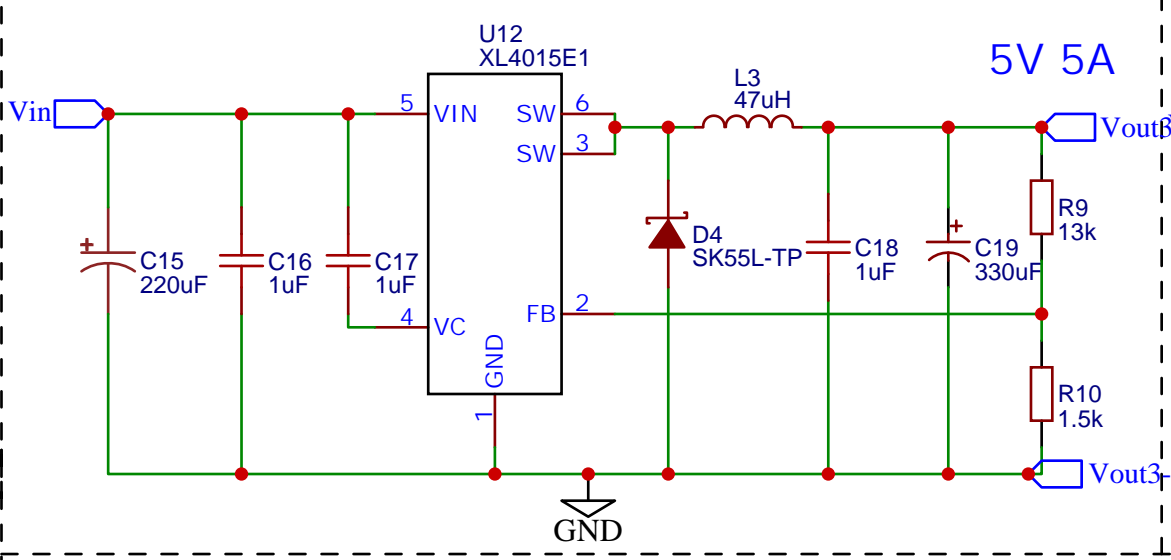 U12
XL4015E1
5V 5A
L3
47uH
Vin
5
VIN
SW
6
SW
3
Vout3
R9
13k
D4
SK55L-TP
C15
220uF
C16
1uF
C17
1uF
C18
1uF
C19
330uF
4
VC
FB
2
GND
1
R10
1.5k
Vout3-
GND